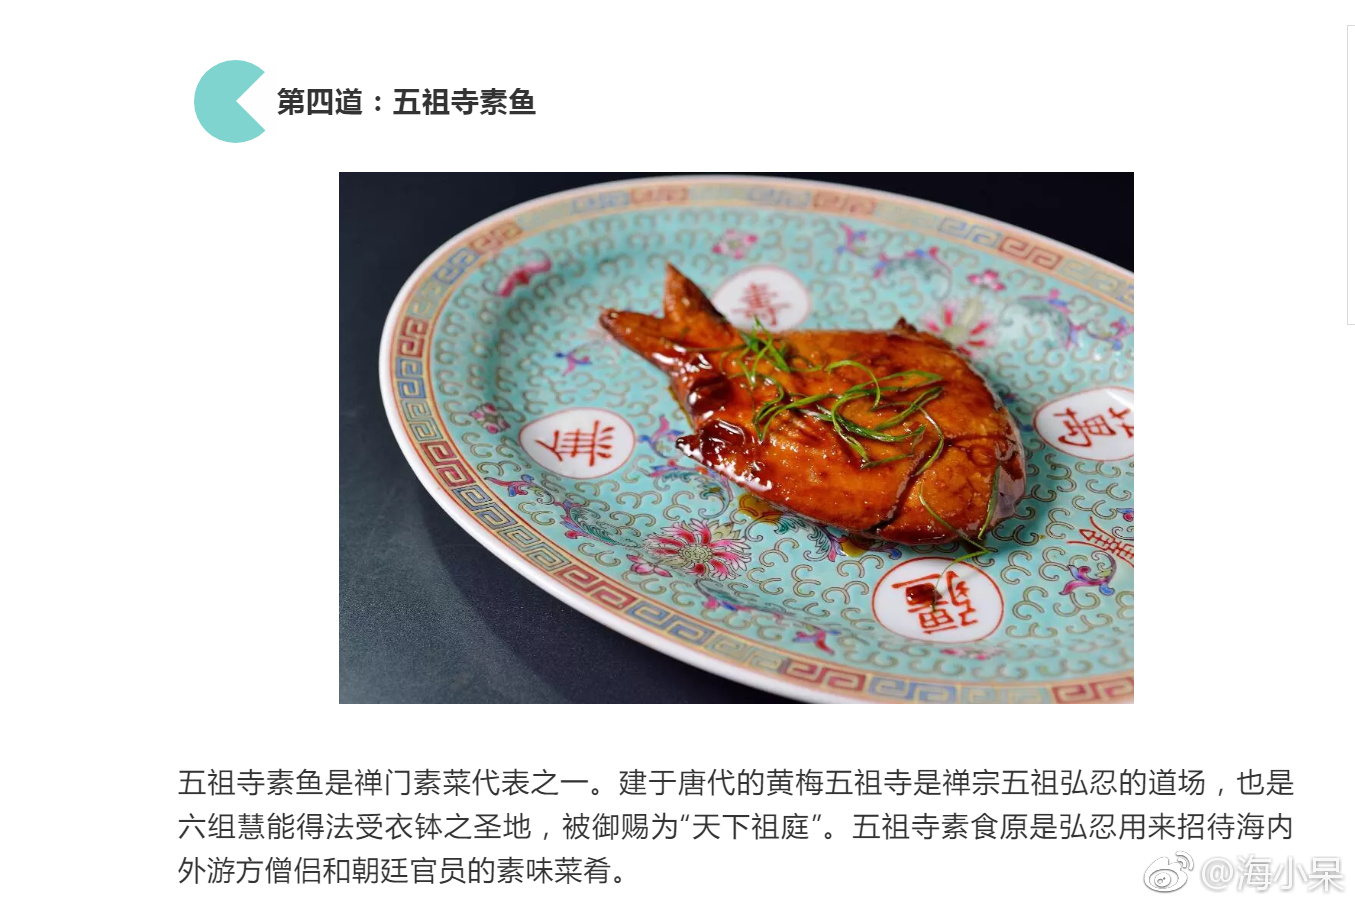 第四道：五祖寺素鱼
壽
無
萬
疆
五祖寺素鱼是禅门素菜代表之一。建于唐代的黄梅五祖寺是禅宗五祖弘忍的道场，也是
六组慧能得法受衣钵之圣地，被御赐为“天下祖庭”。五祖寺素食原是弘忍用来招待海内
外游方僧侣和朝廷官员的素味菜肴。
@海小呆